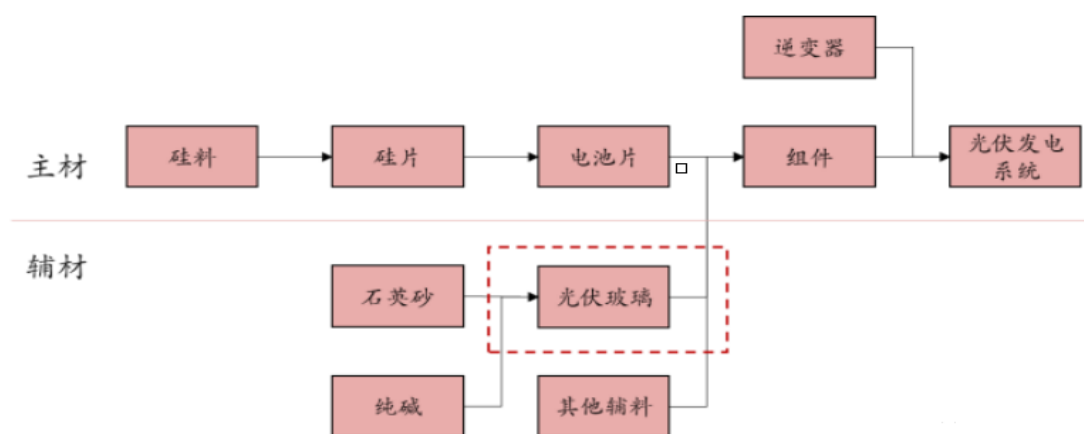 逆变器
主材
硅料
硅片
电池片
组件
光伏发电
系统
辅材
石英砂
光伏玻璃
纯碱
其他辅料